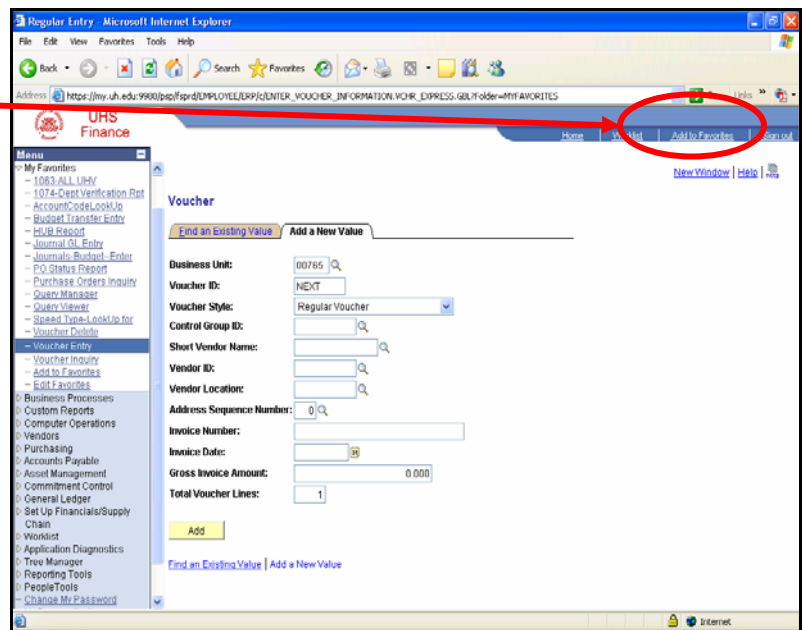 Regular Entry - Microsoft Internet Explorer
File Edit View Favorites Tools Help
Back Search Favorites
Address https://my.uh.edu:9900/psp/fsprd/EMPLOYEE/ERP/c/ENTER_VOUCHER_INFORMATION.VCHR_EXPRESS.GBL?Folder=MYFAVORITES Links »
UHS
Finance
Home Worklist Add to Favorites Sign out
Menu
New Window | Help |
My Favorites
- 1063-ALL UHV
- 1074-Dept Verification Rpt
- AccountCodeLookUp
- Budget Transfer Entry
- HUB Report
- Journal GL Entry
- Journals-Budget--Enter
- PO Status Report
- Purchase Orders Inquiry
- Query Manager
- Query Viewer
- Speed Type-LookUp for
- Voucher Delete
- Voucher Entry
- Voucher Inquiry
- Add to Favorites
- Edit Favorites
Business Processes
Custom Reports
Computer Operations
Vendors
Purchasing
Accounts Payable
Asset Management
Commitment Control
General Ledger
Set Up Financials/Supply
Chain
Worklist
Application Diagnostics
Tree Manager
Reporting Tools
PeopleTools
- Change My Password
Voucher
Find an Existing Value Add a New Value
Business Unit: 00765
Voucher ID: NEXT
Voucher Style: Regular Voucher
Control Group ID:
Short Vendor Name:
Vendor ID:
Vendor Location:
Address Sequence Number: 0
Invoice Number:
Invoice Date:
Gross Invoice Amount: 0.000
Total Voucher Lines: 1
Add
Find an Existing Value | Add a New Value
Internet